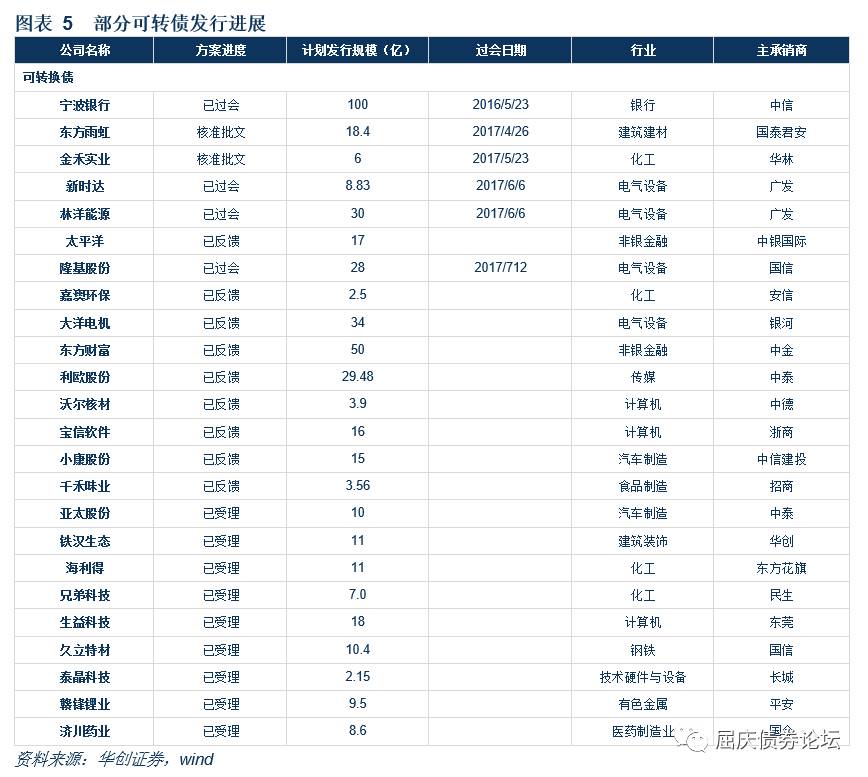 图表 5 部分可转债发行进展
公司名称 方案进度 计划发行规模（亿） 过会日期 行业 主承销商
可转换债
宁波银行 已过会 100 2016/5/23 银行 中信
东方雨虹 核准批文 18.4 2017/4/26 建筑建材 国泰君安
金禾实业 核准批文 6 2017/5/23 化工 华林
新时达 已过会 8.83 2017/6/6 电气设备 广发
林洋能源 已过会 30 2017/6/6 电气设备 广发
太平洋 已反馈 17 非银金融 中银国际
隆基股份 已过会 28 2017/712 电气设备 国信
嘉澳环保 已反馈 2.5 化工 安信
大洋电机 已反馈 34 电气设备 银河
东方财富 已反馈 50 非银金融 中金
利欧股份 已反馈 29.48 传媒 中泰
沃尔核材 已反馈 3.9 计算机 中德
宝信软件 已反馈 16 计算机 浙商
小康股份 已反馈 15 汽车制造 中信建投
千禾味业 已反馈 3.56 食品制造 招商
亚太股份 已受理 10 汽车制造 中泰
铁汉生态 已受理 11 建筑装饰 华创
海利得 已受理 11 化工 东方花旗
兄弟科技 已受理 7.0 化工 民生
生益科技 已受理 18 计算机 东莞
久立特材 已受理 10.4 钢铁 国信
泰晶科技 已受理 2.15 技术硬件与设备 长城
赣锋锂业 已受理 9.5 有色金属 平安
济川药业 已受理 8.6 医药制造业
屈庆债券论坛
资料来源：华创证券，wind